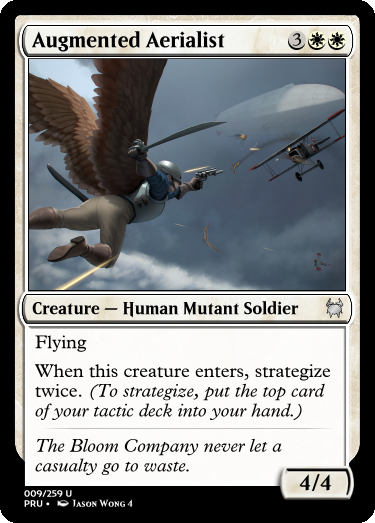 Augmented Aerialist 3
Creature — Human Mutant Soldier
Flying
When this creature enters, strategize
twice. (To strategize, put the top card
of your tactic deck into your hand.)
The Bloom Company never let a
casualty go to waste.
4/4
009/259 U
PRU • Jason Wong 4